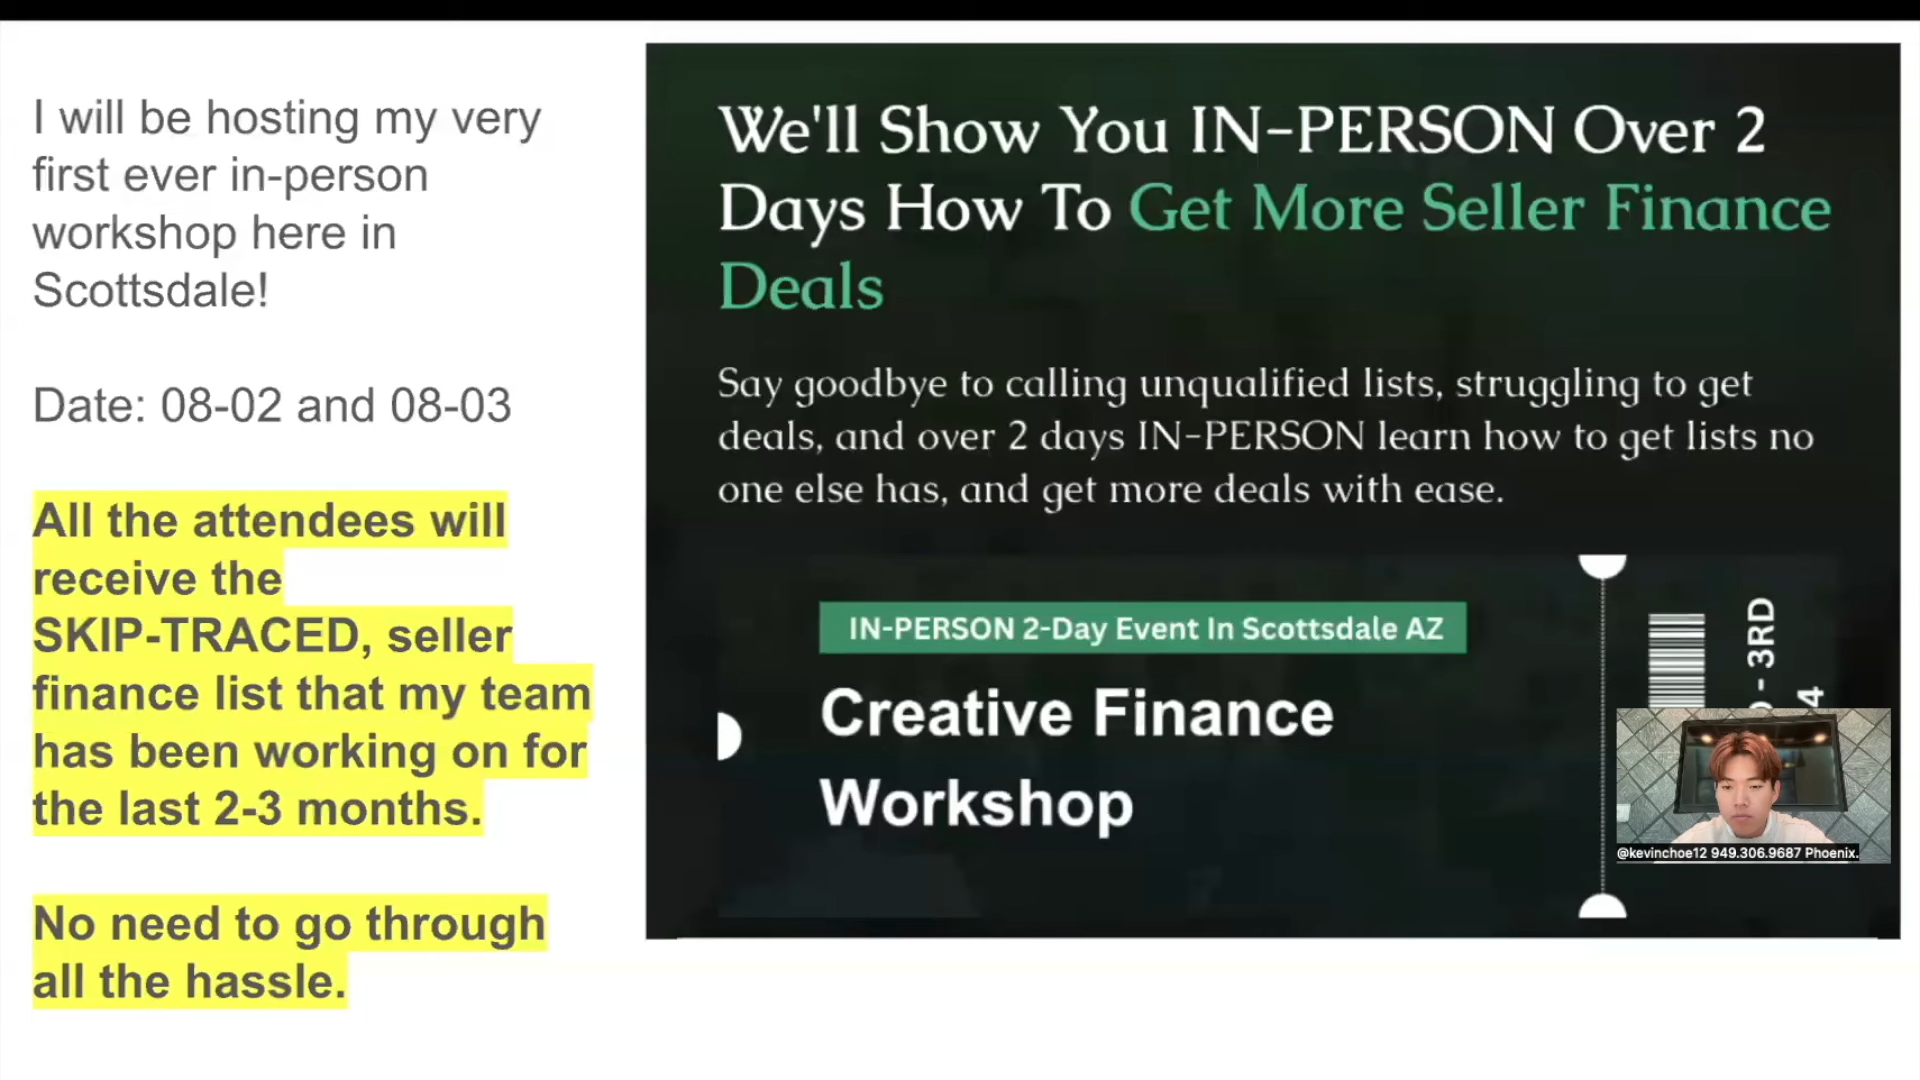 I will be hosting my very
first ever in-person
workshop here in
Scottsdale!
Date: 08-02 and 08-03
All the attendees will
receive the
SKIP-TRACED, seller
finance list that my team
has been working on for
the last 2-3 months.
No need to go through
all the hassle.
We'll Show You IN-PERSON Over 2
Days How To Get More Seller Finance
Deals
Say goodbye to calling unqualified lists, struggling to get
deals, and over 2 days IN-PERSON learn how to get lists no
one else has, and get more deals with ease.
IN-PERSON 2-Day Event In Scottsdale AZ
Creative Finance
Workshop
- 3RD
4
@kevinchoe12 949.306.9687 Phoenix.